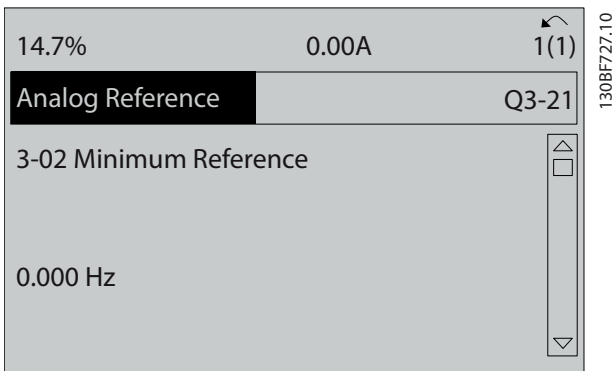 14.7% 0.00A 1(1)
Analog Reference Q3-21
3-02 Minimum Reference
0.000 Hz
130BF727.10